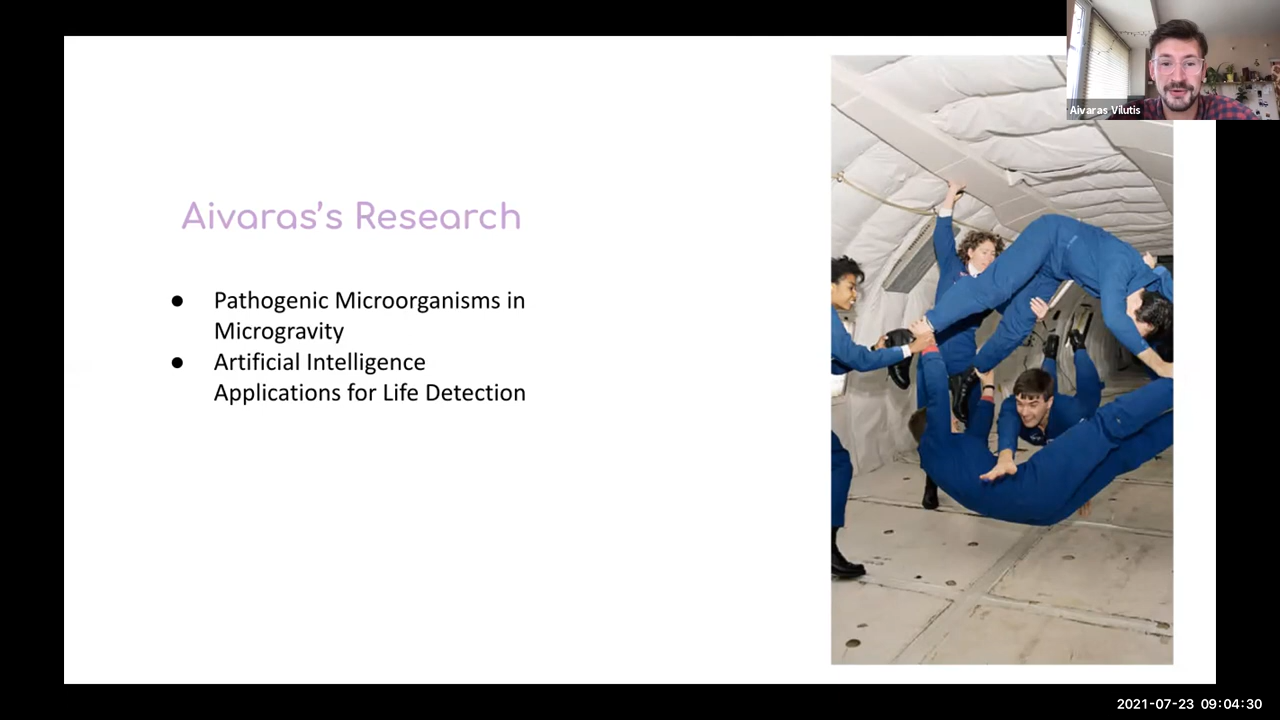 Aivaras Vilutis
Aivaras’s Research
● Pathogenic Microorganisms in
Microgravity
● Artificial Intelligence
Applications for Life Detection
2021-07-23 09:04:30